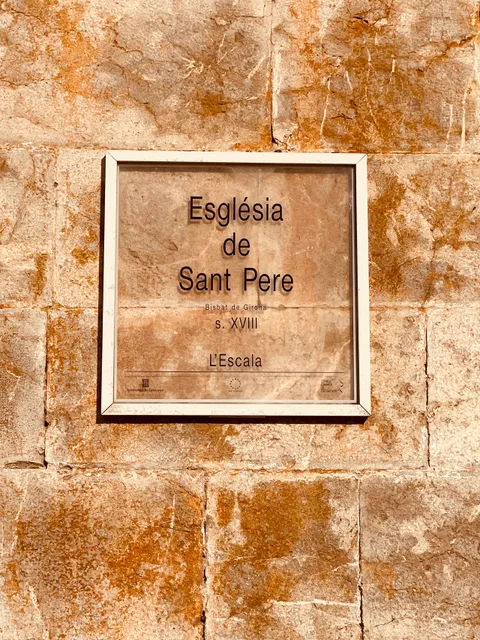 Església
de
Sant Pere
Bisbat de Girona
s. XVIII
L'Escala